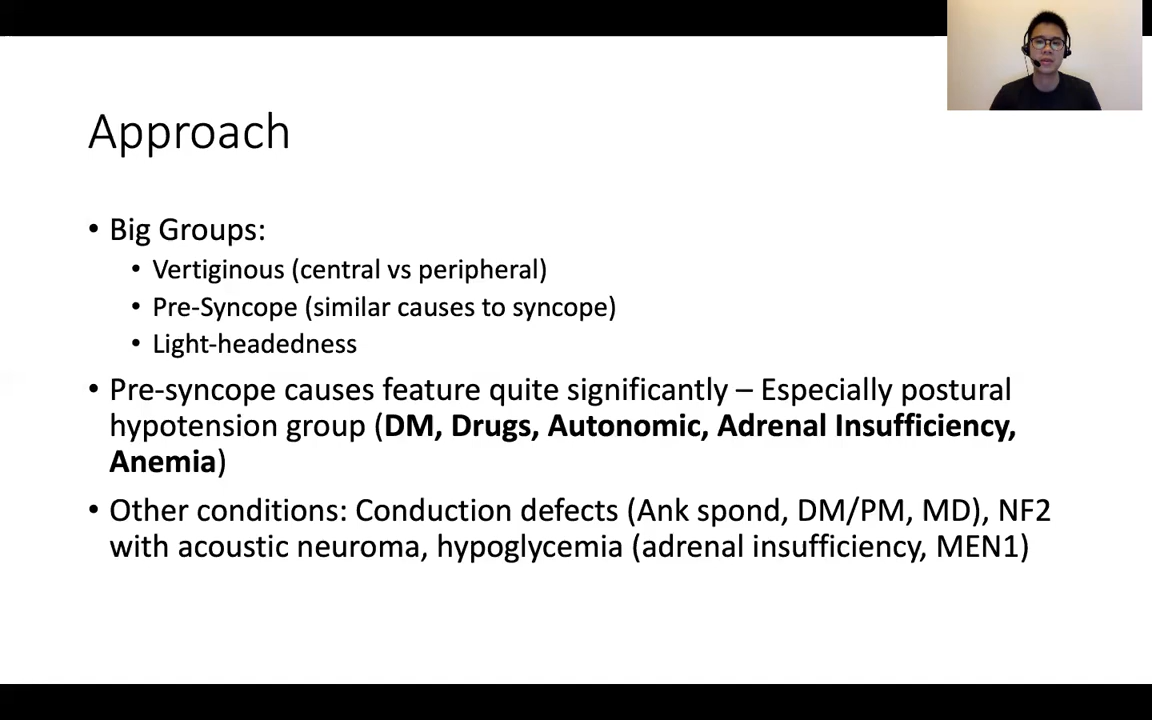 Approach
• Big Groups:
• Vertiginous (central vs peripheral)
• Pre-Syncope (similar causes to syncope)
• Light-headedness
• Pre-syncope causes feature quite significantly – Especially postural
hypotension group (DM, Drugs, Autonomic, Adrenal Insufficiency,
Anemia)
• Other conditions: Conduction defects (Ank spond, DM/PM, MD), NF2
with acoustic neuroma, hypoglycemia (adrenal insufficiency, MEN1)